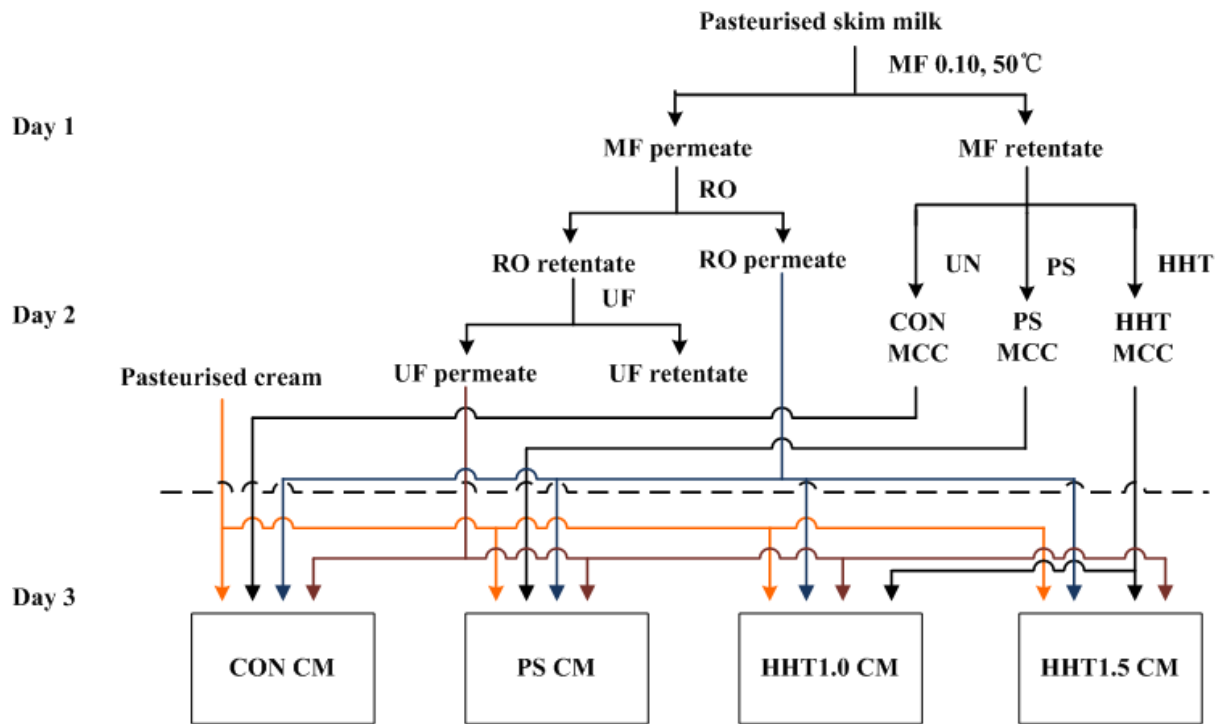 Pasteurised skim milk
MF 0.10, 50℃
Day 1
MF permeate
MF retentate
RO
RO retentate
RO permeate
UN
PS
HHT
UF
Day 2
CON
MCC
PS
MCC
HHT
MCC
Pasteurised cream
UF permeate
UF retentate
Day 3
CON CM
PS CM
HHT1.0 CM
HHT1.5 CM